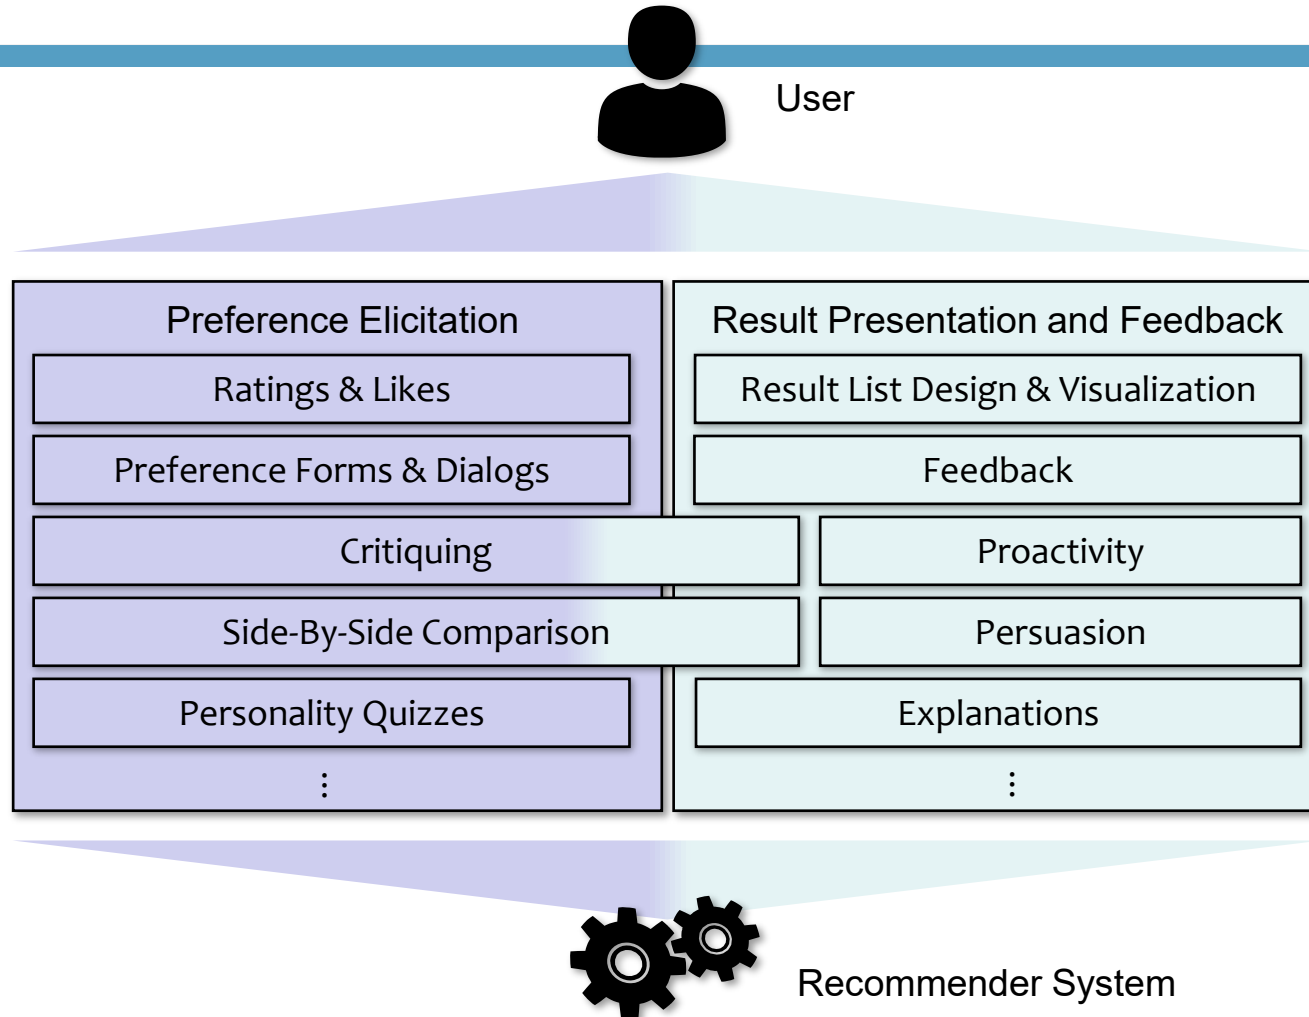 User
Preference Elicitation
Ratings & Likes
Preference Forms & Dialogs
Critiquing
Side-By-Side Comparison
Personality Quizzes
⋮
Result Presentation and Feedback
Result List Design & Visualization
Feedback
Proactivity
Persuasion
Explanations
⋮
Recommender System